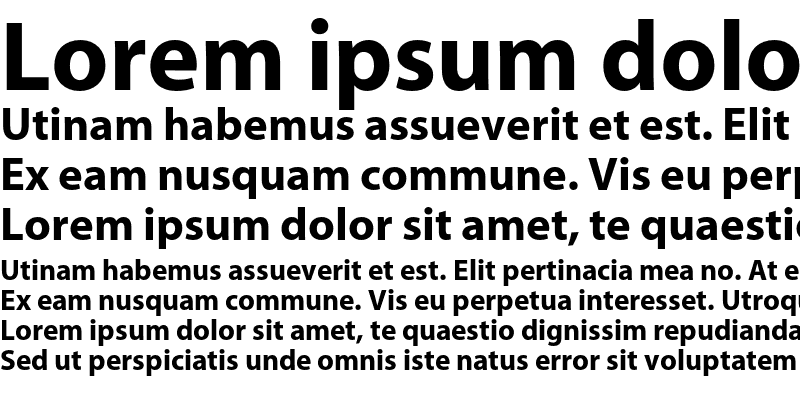 Lorem ipsum dolo
Utinam habemus assueverit et est. Elit
Ex eam nusquam commune. Vis eu perp
Lorem ipsum dolor sit amet, te quaestio
Utinam habemus assueverit et est. Elit pertinacia mea no. At e
Ex eam nusquam commune. Vis eu perpetua interesset. Utroqu
Lorem ipsum dolor sit amet, te quaestio dignissim repudianda
Sed ut perspiciatis unde omnis iste natus error sit voluptatem